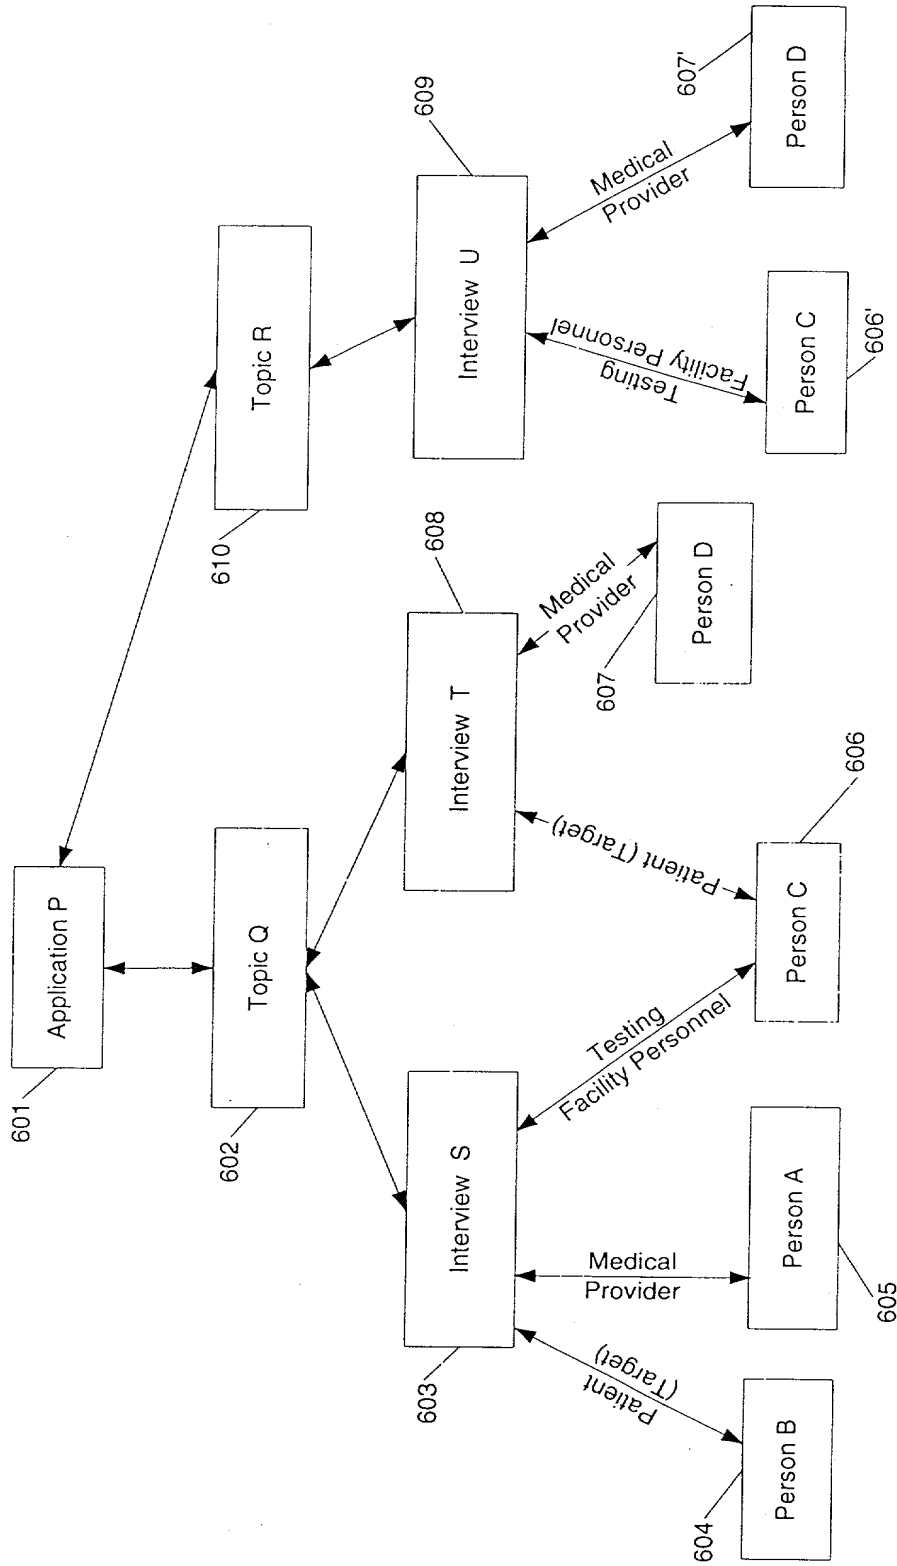 Application P
601
Topic Q
602
Topic R
610
Interview S
603
Interview T
608
Interview U
609
Patient
(Target)
Medical
Provider
Testing
Facility Personnel
Patient (Target)
Medical
Provider
Testing
Facility Personnel
Medical
Provider
Person B
604
Person A
605
Person C
606
Person D
607
Person C
606'
Person D
607'